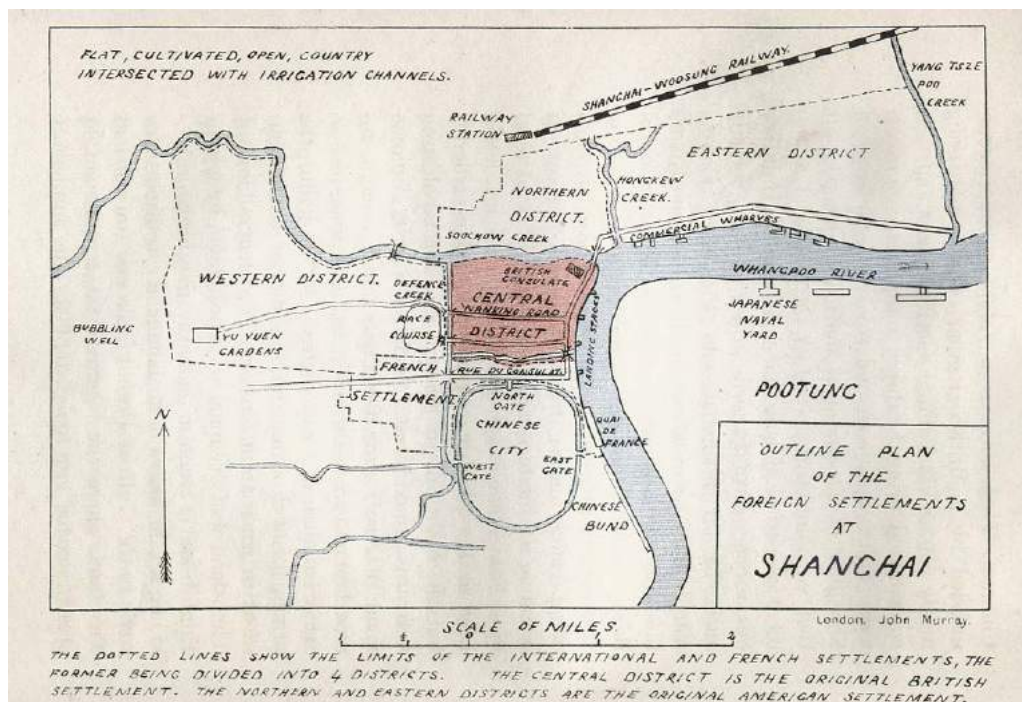 FLAT, CULTIVATED, OPEN, COUNTRY
INTERSECTED WITH IRRIGATION CHANNELS.
SHANGHAI-WOOSUNG RAILWAY.
YANG TSZE
POO
CREEK
RAILWAY
STATION
EASTERN DISTRICT
NORTHERN
DISTRICT.
HONGKEW
CREEK.
SOOCHOW CREEK
COMMERCIAL WHARVES
WESTERN DISTRICT.
DEFENCE
CREEK
BRITISH
CONSULATE
CENTRAL
NANKING ROAD
DISTRICT
WHANGPOO RIVER
RACE
COURSE
BUBBLING
WELL
YU YUEN
GARDENS
LANDING STAGES
JAPANESE
NAVAL
YARD
FRENCH
RUE DU CONSULAT.
SETTLEMENT
NORTH
GATE
CHINESE
CITY
POOTUNG
N
QUAI
DE
FRANCE
WEST
GATE
EAST
GATE
CHINESE
BUND
OUTLINE PLAN
OF THE
FOREIGN SETTLEMENTS
AT
SHANGHAI
London, John Murray.
SCALE OF MILES.
1 ½ 0 1 2
THE DOTTED LINES SHOW THE LIMITS OF THE INTERNATIONAL AND FRENCH SETTLEMENTS, THE
FORMER BEING DIVIDED INTO 4 DISTRICTS. THE CENTRAL DISTRICT IS THE ORIGINAL BRITISH
SETTLEMENT. THE NORTHERN AND EASTERN DISTRICTS ARE THE ORIGINAL AMERICAN SETTLEMENT.